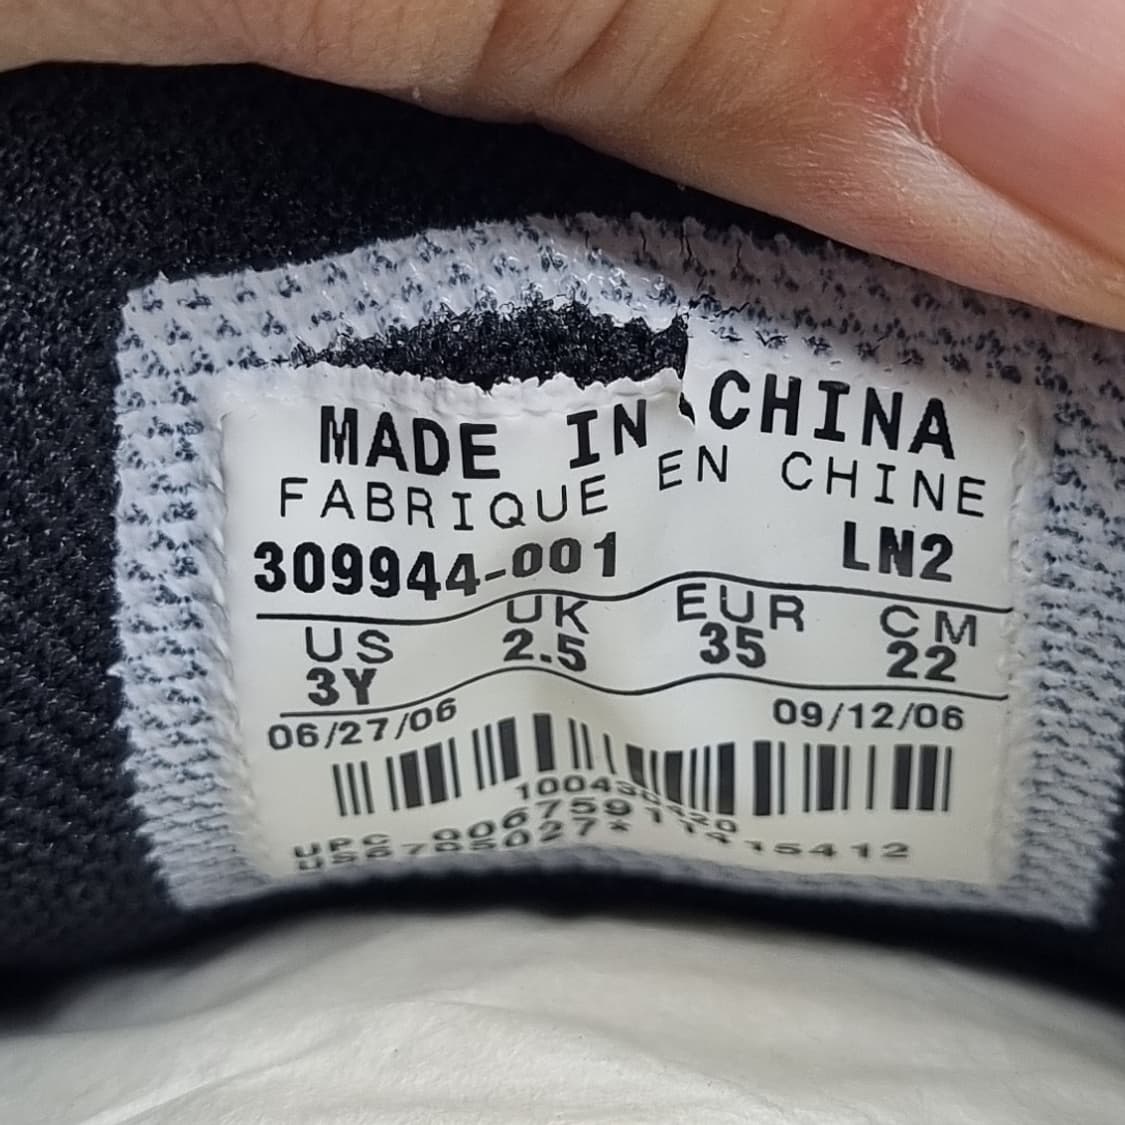 MADE IN CHINA
FABRIQUE EN CHINE
309944-001 LN2
US UK EUR CM
3Y 2.5 35 22
06/27/06 09/12/06
UPC